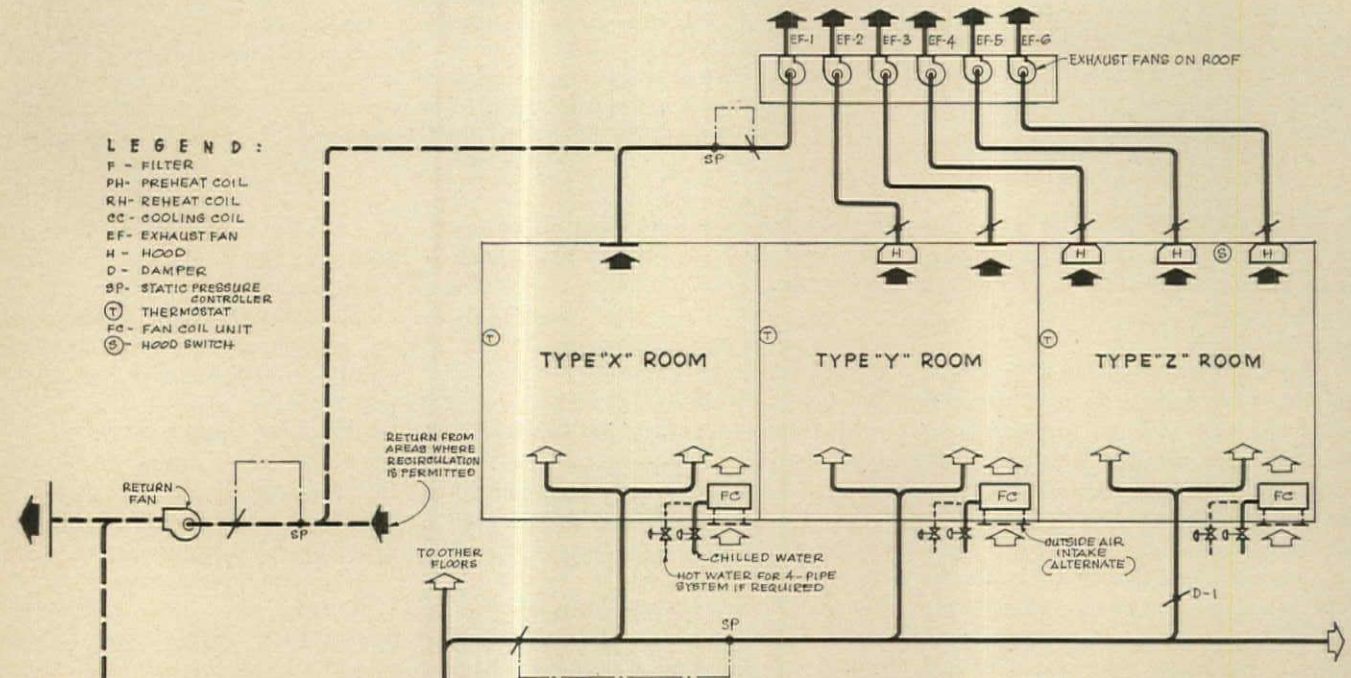 EF-1 EF-2 EF-3 EF-4 EF-5 EF-6
EXHAUST FANS ON ROOF
LEGEND:
F - FILTER
PH- PREHEAT COIL
RH- REHEAT COIL
CC - COOLING COIL
EF- EXHAUST FAN
H - HOOD
D - DAMPER
SP- STATIC PRESSURE
CONTROLLER
T THERMOSTAT
FC - FAN COIL UNIT
S - HOOD SWITCH
SP
H H H S H
T T T
TYPE "X" ROOM
TYPE "Y" ROOM
TYPE "Z" ROOM
RETURN FROM
AREAS WHERE
RECIRCULATION
IS PERMITTED
RETURN
FAN
SP
FC FC FC
TO OTHER
FLOORS
CHILLED WATER
HOT WATER FOR 4-PIPE
SYSTEM IF REQUIRED
OUTSIDE AIR
INTAKE
(ALTERNATE)
D-1
SP